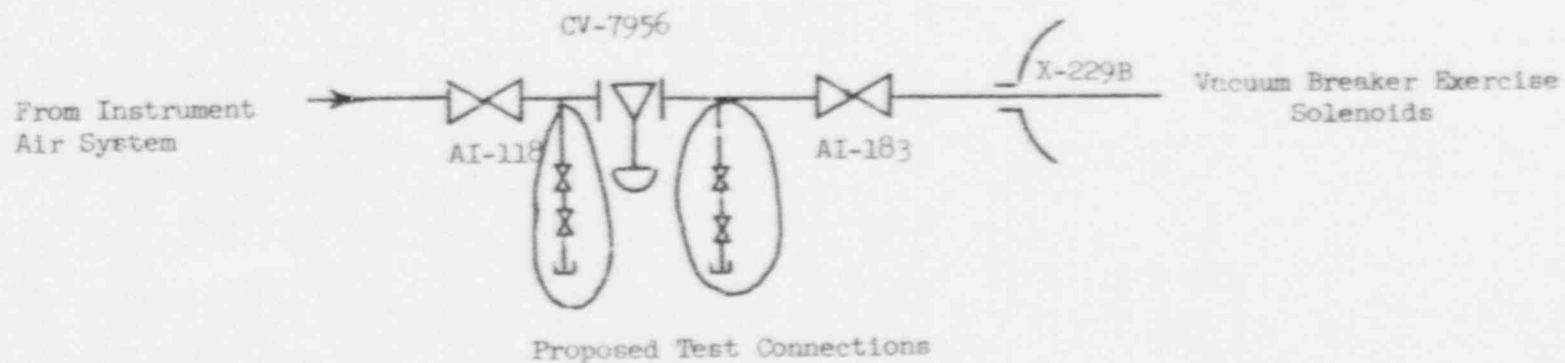 CV-7956
X-229B
From Instrument
Air System
Vacuum Breaker Exercise
Solenoids
AI-118
AI-183
Proposed Test Connections